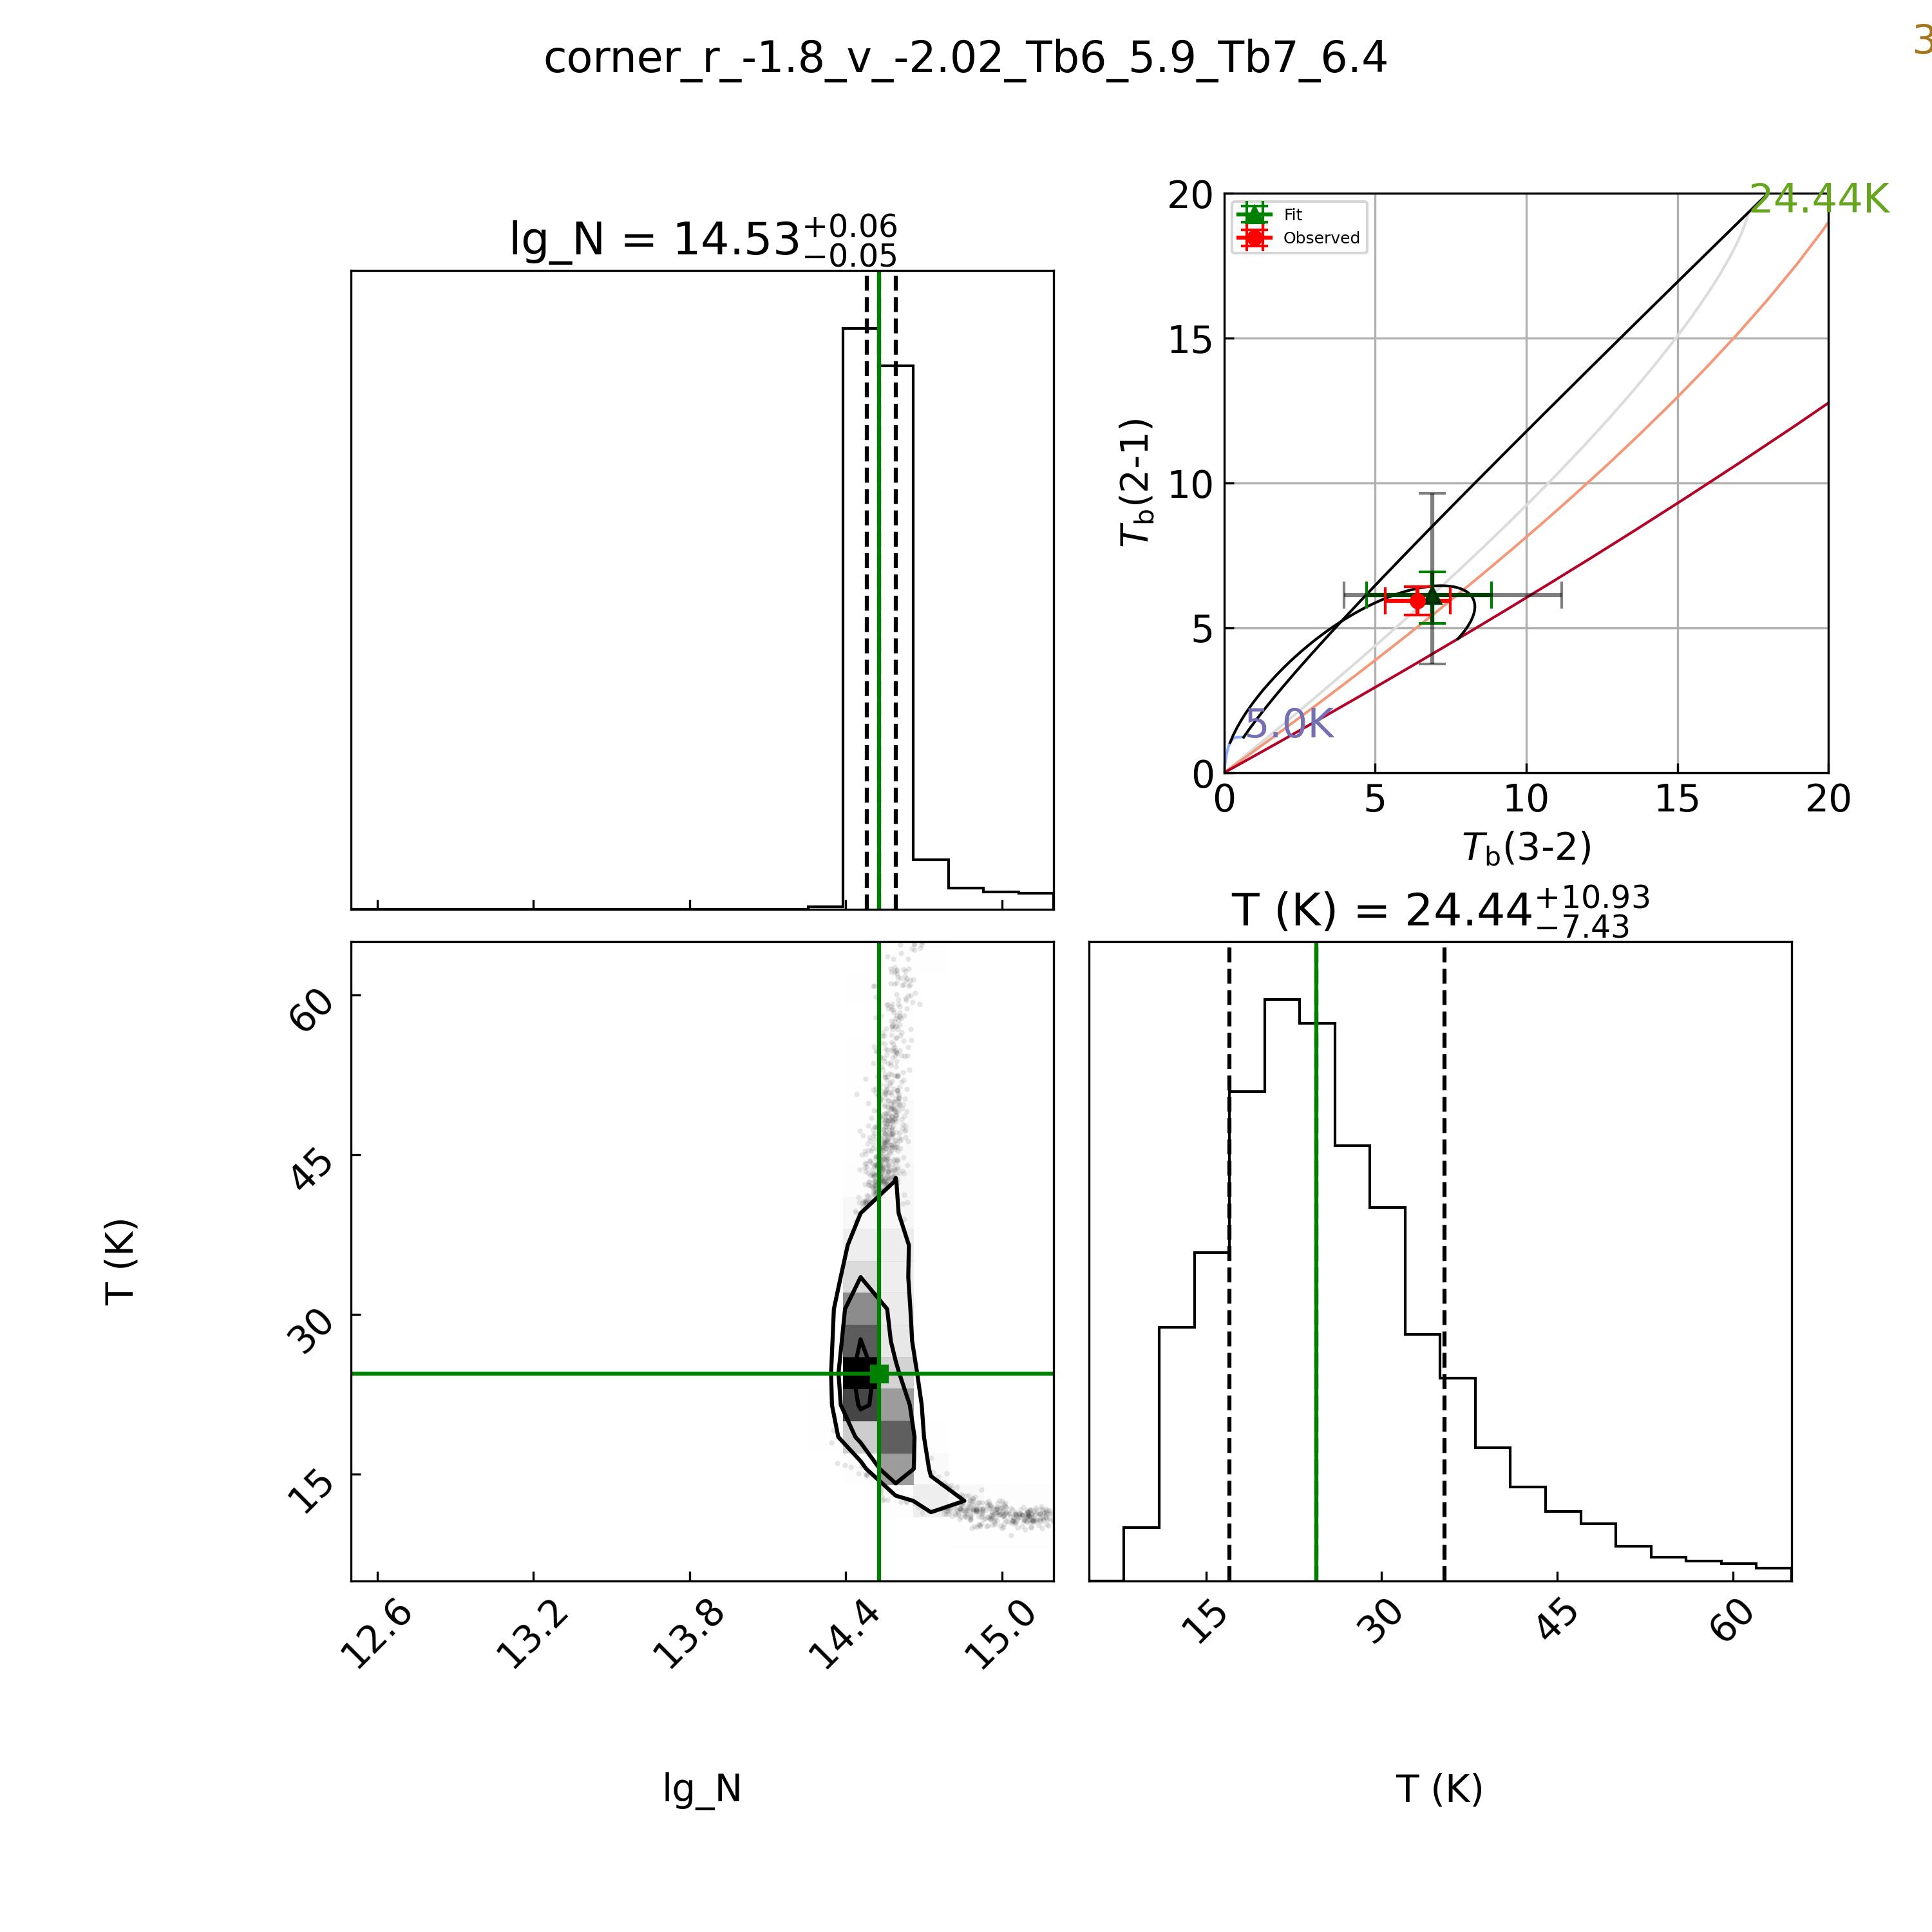 corner_r_-1.8_v_-2.02_Tb6_5.9_Tb7_6.4
3
lg_N = 14.53+0.06−0.05
24.44K
Fit
Observed
20
15
10
5
0
Tb(2-1)
5.0K
0 5 10 15 20
Tb(3-2)
T (K) = 24.44+10.93−7.43
60
45
30
15
T (K)
12.6 13.2 13.8 14.4 15.0
lg_N
15 30 45 60
T (K)